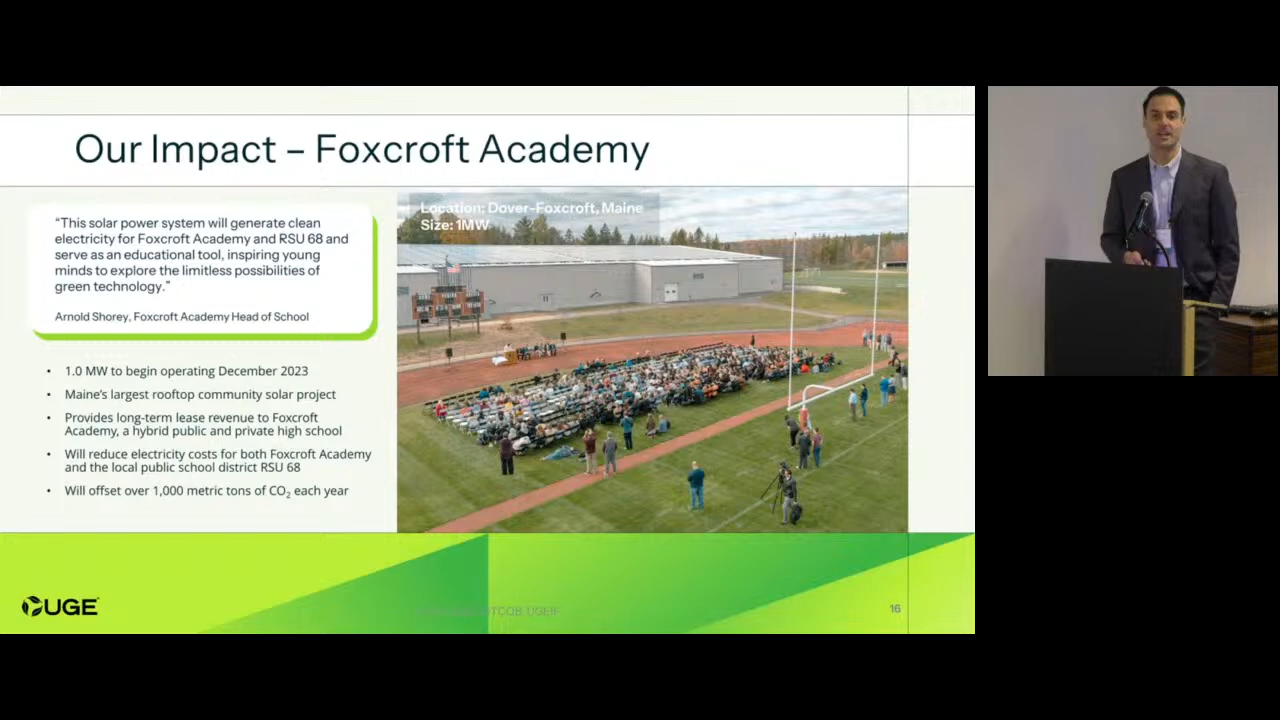 Our Impact – Foxcroft Academy
“This solar power system will generate clean
electricity for Foxcroft Academy and RSU 68 and
serve as an educational tool, inspiring young
minds to explore the limitless possibilities of
green technology.”
Arnold Shorey, Foxcroft Academy Head of School
• 1.0 MW to begin operating December 2023
• Maine’s largest rooftop community solar project
• Provides long-term lease revenue to Foxcroft
Academy, a hybrid public and private high school
• Will reduce electricity costs for both Foxcroft Academy
and the local public school district RSU 68
• Will offset over 1,000 metric tons of CO₂ each year
Location: Dover-Foxcroft, Maine
Size: 1MW
UGE
UGEIF
16